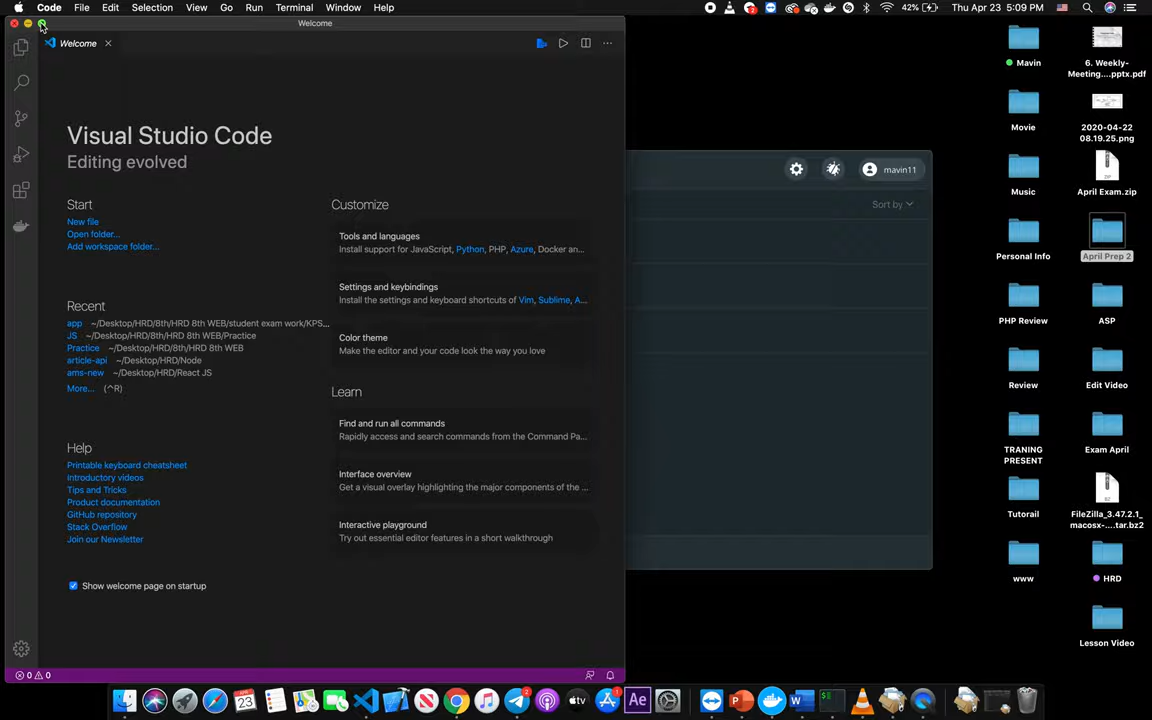 Code File Edit Selection View Go Run Terminal Window Help
42% Thu Apr 23 5:09 PM
Welcome
Welcome
Visual Studio Code
Editing evolved
Start
New file
Open folder...
Add workspace folder...
Recent
app ~/Desktop/HRD/8th/HRD 8th WEB/student exam work/KPS...
JS ~/Desktop/HRD/8th/HRD 8th WEB/Practice
Practice ~/Desktop/HRD/8th/HRD 8th WEB
article-api ~/Desktop/HRD/Node
ams-new ~/Desktop/HRD/React JS
More... (^R)
Help
Printable keyboard cheatsheet
Introductory videos
Tips and Tricks
Product documentation
GitHub repository
Stack Overflow
Join our Newsletter
Show welcome page on startup
Customize
Tools and languages
Install support for JavaScript, Python, PHP, Azure, Docker an...
Settings and keybindings
Install the settings and keyboard shortcuts of Vim, Sublime, A...
Color theme
Make the editor and your code look the way you love
Learn
Find and run all commands
Rapidly access and search commands from the Command Pa...
Interface overview
Get a visual overlay highlighting the major components of the ...
Interactive playground
Try out essential editor features in a short walkthrough
0 0
mavin11
Sort by
Mavin
Movie
Music
Personal Info
PHP Review
Review
TRANING
PRESENT
Tutorail
www
6. Weekly-
Meeting....pptx.pdf
2020-04-22
08.19.25.png
ZIP
April Exam.zip
April Prep 2
ASP
Edit Video
Exam April
BZ
FileZilla_3.47.2.1_
macosx-....tar.bz2
HRD
Lesson Video
23
Ae